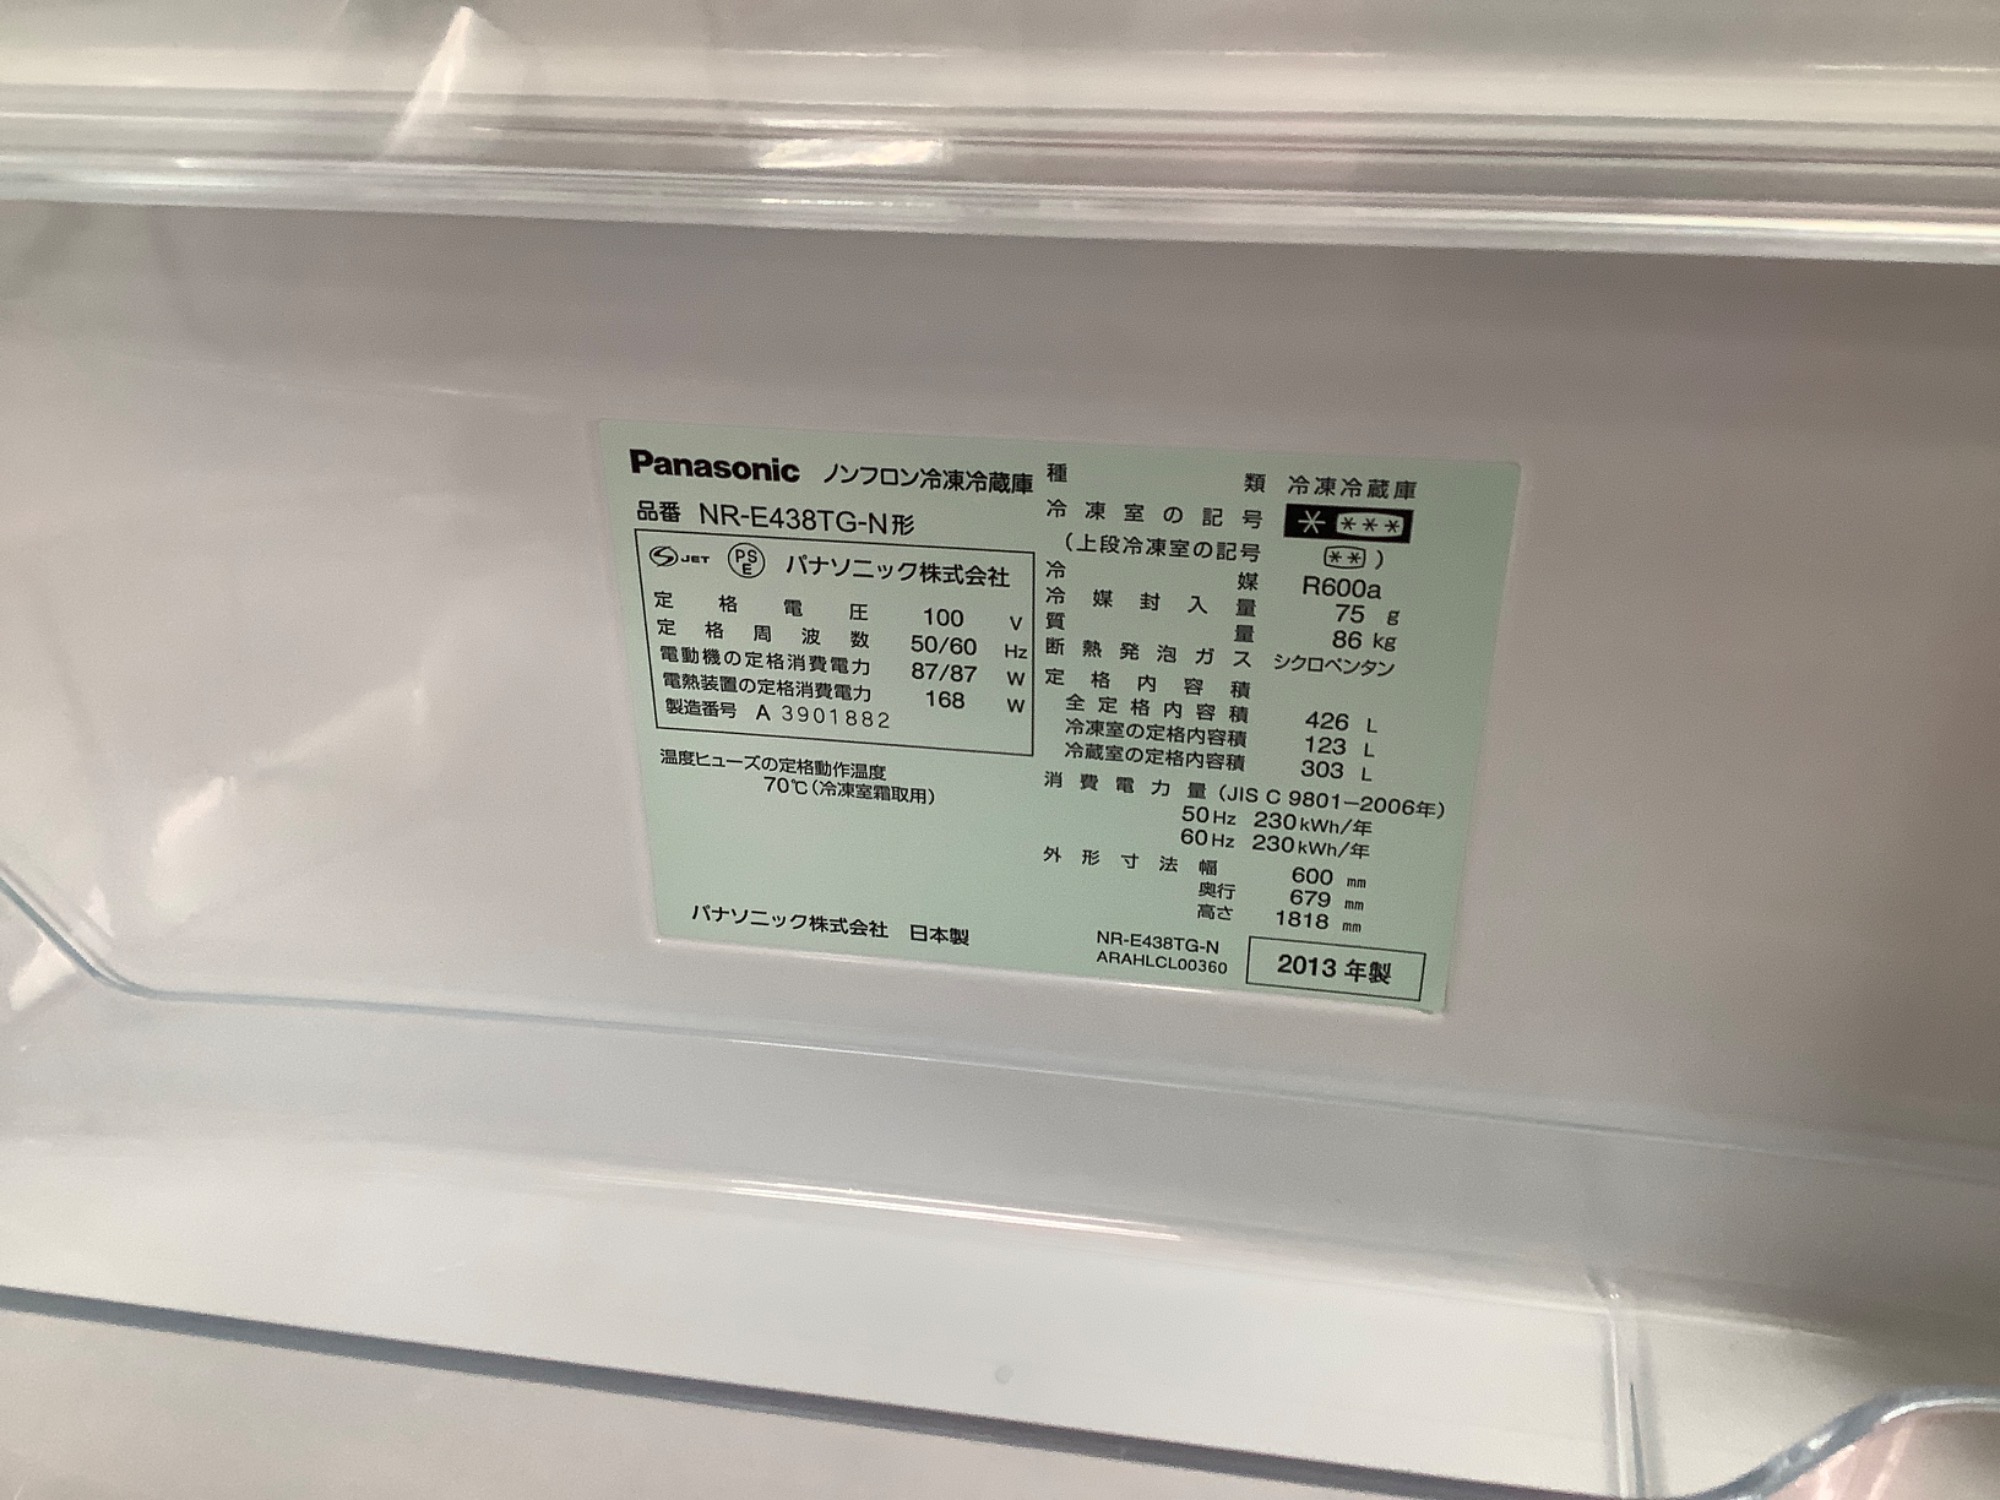 Panasonic ノンフロン冷凍冷蔵庫
品番 NR-E438TG-N形
JET PSE パナソニック株式会社
定格電圧 100 V
定格周波数 50/60 Hz
電動機の定格消費電力 87/87 W
電熱装置の定格消費電力 168 W
製造番号 A 3901882
温度ヒューズの定格動作温度
70℃(冷凍室霜取用)
パナソニック株式会社 日本製
種類 冷凍冷蔵庫
冷凍室の記号 * ***
(上段冷凍室の記号 **)
冷媒 R600a
冷媒封入量 75 g
質量 86 kg
断熱発泡ガス シクロペンタン
定格内容積
全定格内容積 426 L
冷凍室の定格内容積 123 L
冷蔵室の定格内容積 303 L
消費電力量(JIS C 9801-2006年)
50Hz 230kWh/年
60Hz 230kWh/年
外形寸法 幅 600 mm
奥行 679 mm
高さ 1818 mm
NR-E438TG-N
ARAHLCL00360
2013年製